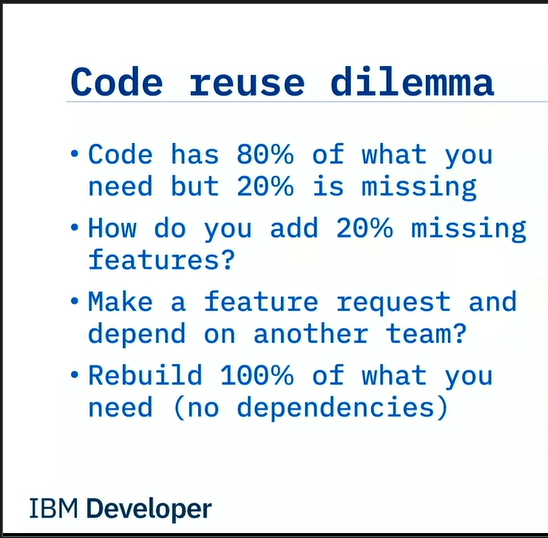 Code reuse dilemma
• Code has 80% of what you
need but 20% is missing
• How do you add 20% missing
features?
• Make a feature request and
depend on another team?
• Rebuild 100% of what you
need (no dependencies)
IBM Developer